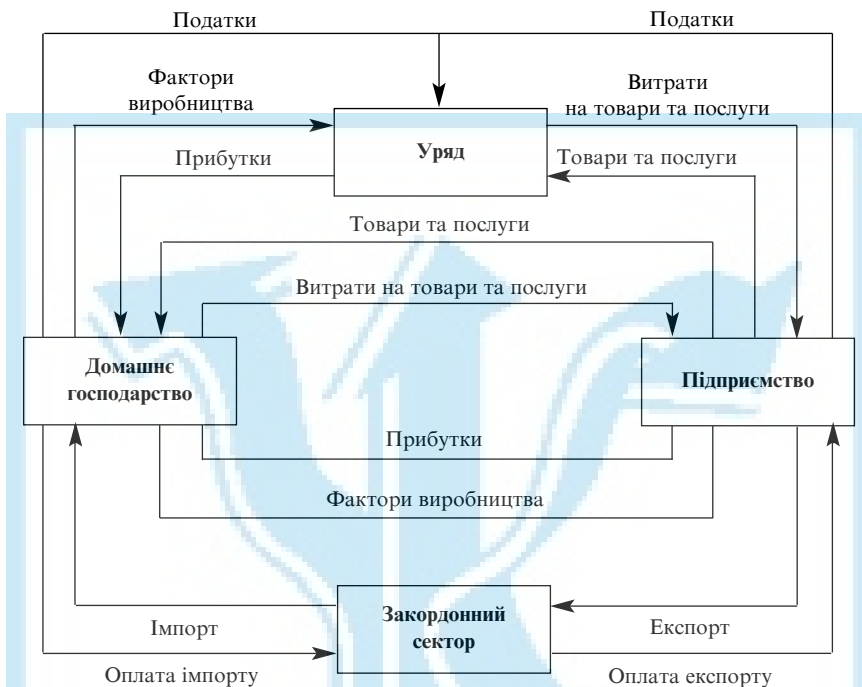 Податки
Податки
Фактори
виробництва
Витрати
на товари та послуги
Уряд
Прибутки
Товари та послуги
Товари та послуги
Витрати на товари та послуги
Домашнє
господарство
Підприємство
Прибутки
Фактори виробництва
Закордонний
сектор
Імпорт
Експорт
Оплата імпорту
Оплата експорту